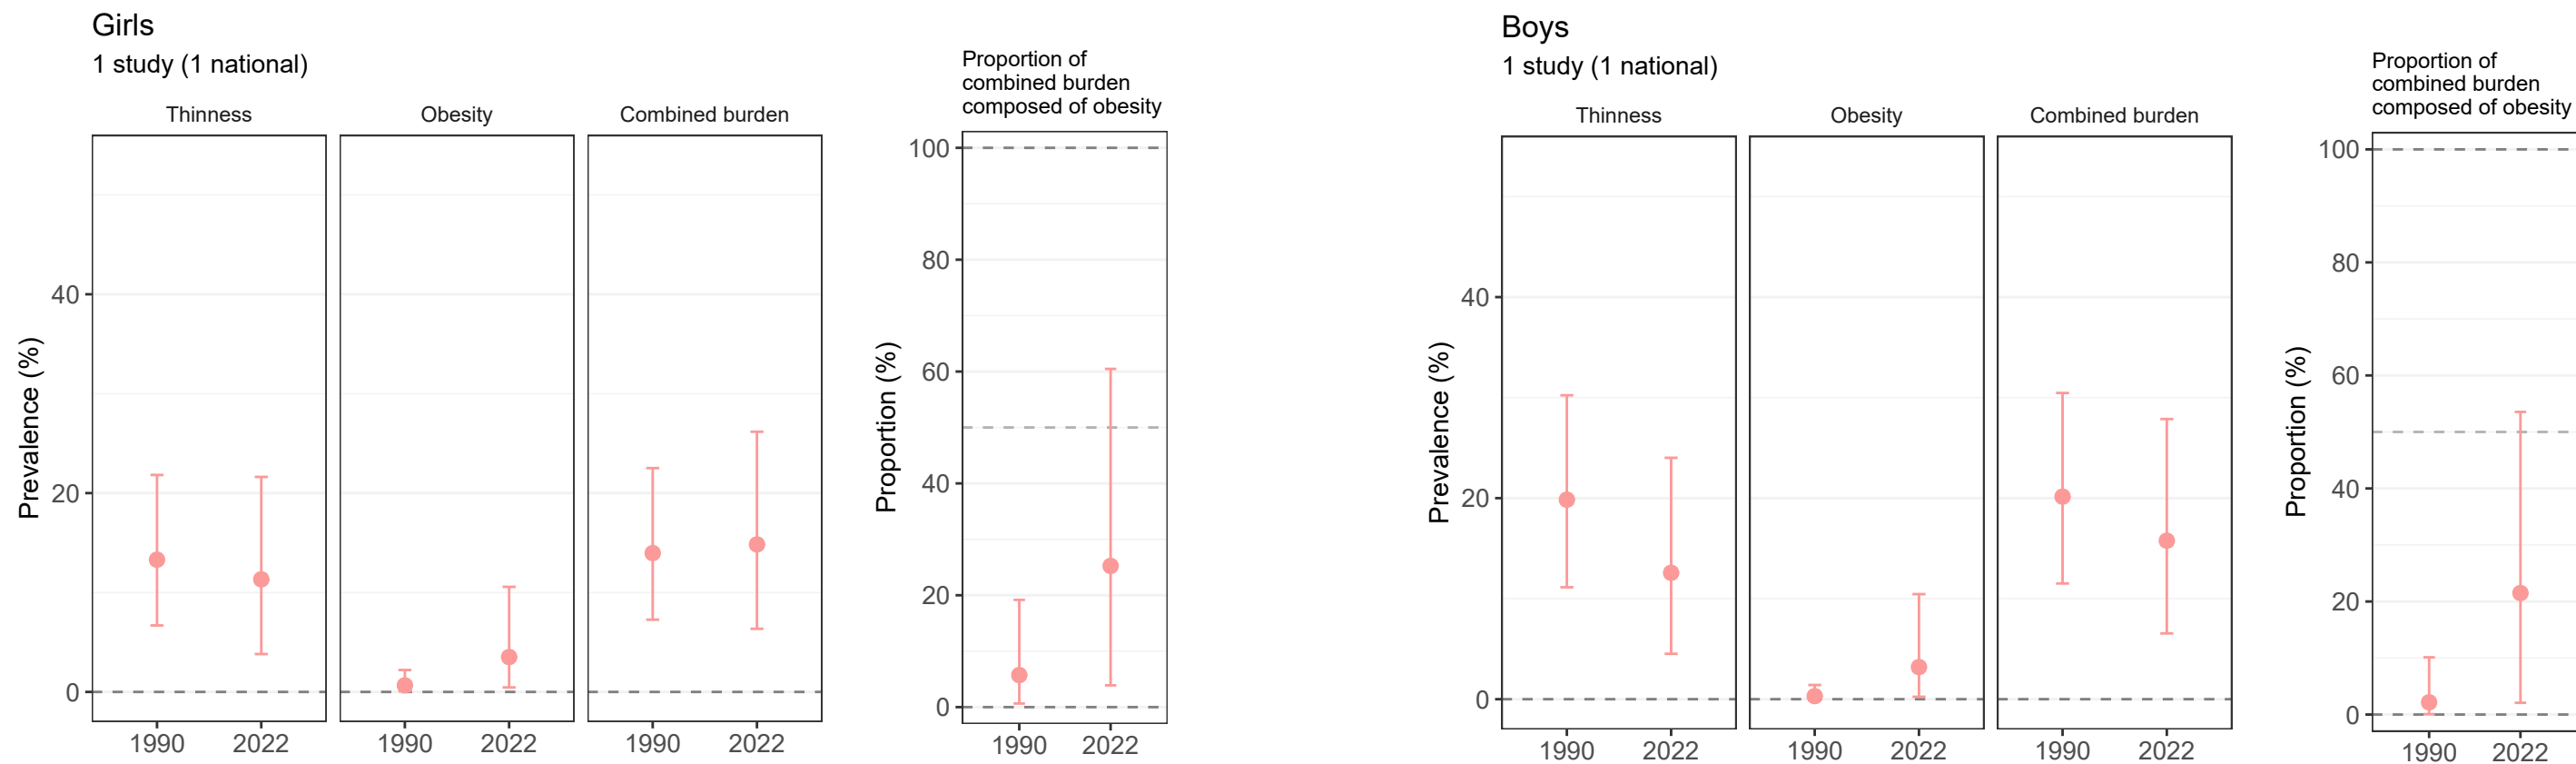 Girls
1 study (1 national)
Thinness
Obesity
Combined burden
Prevalence (%)
40
20
0
1990
2022
1990
2022
1990
2022
Proportion of
combined burden
composed of obesity
Proportion (%)
100
80
60
40
20
0
1990
2022
Boys
1 study (1 national)
Thinness
Obesity
Combined burden
Prevalence (%)
40
20
0
1990
2022
1990
2022
1990
2022
Proportion of
combined burden
composed of obesity
Proportion (%)
100
80
60
40
20
0
1990
2022